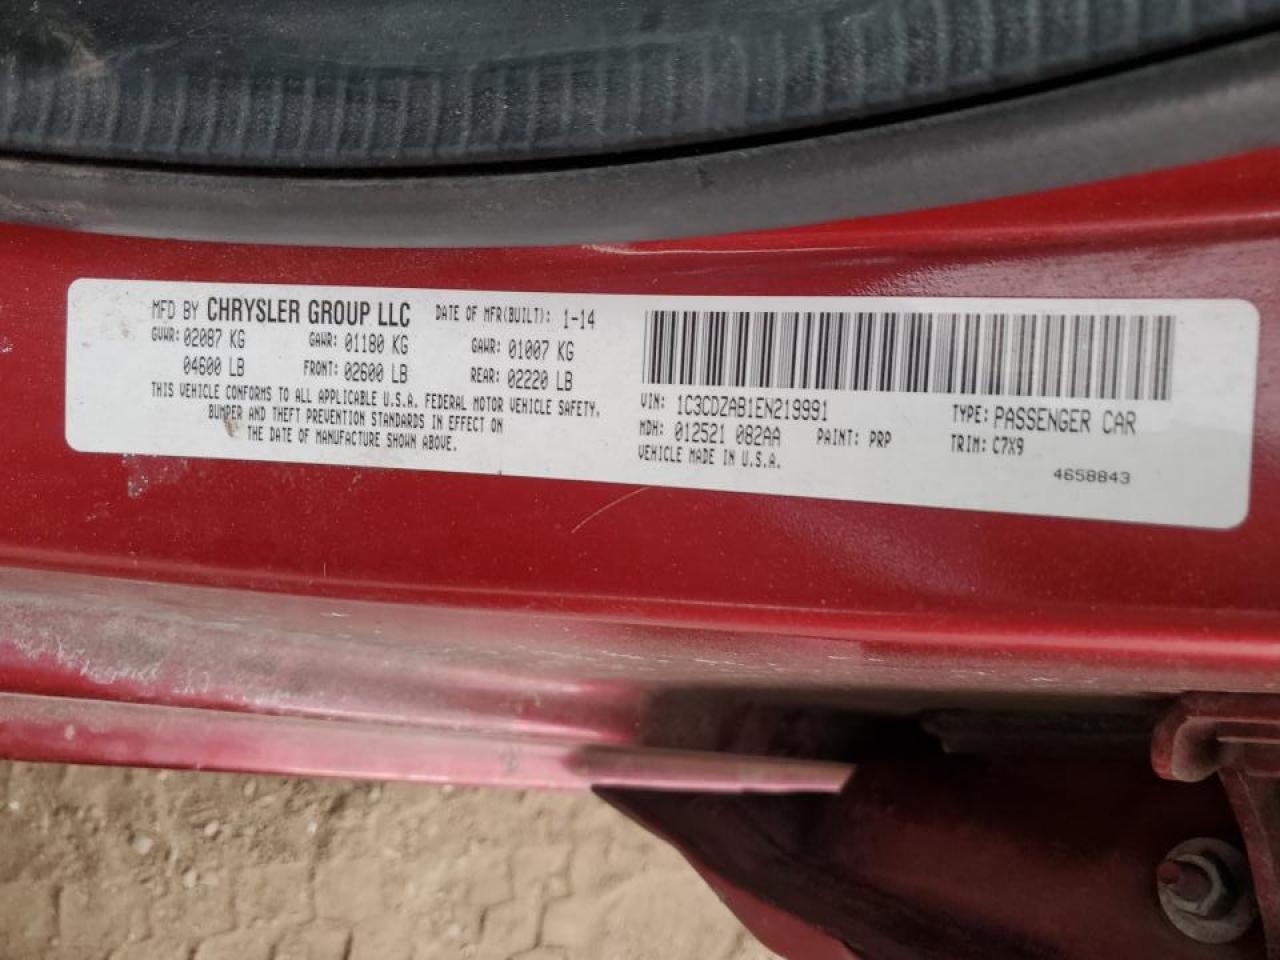 MFD BY CHRYSLER GROUP LLC DATE OF MFR(BUILT): 1-14
GVWR: 02087 KG GAWR: 01180 KG GAWR: 01007 KG
04600 LB FRONT: 02600 LB REAR: 02220 LB
THIS VEHICLE CONFORMS TO ALL APPLICABLE U.S.A. FEDERAL MOTOR VEHICLE SAFETY,
BUMPER AND THEFT PREVENTION STANDARDS IN EFFECT ON
THE DATE OF MANUFACTURE SHOWN ABOVE.
VIN: 1C3CDZAB1EN219991 TYPE: PASSENGER CAR
MDH: 012521 082AA PAINT: PRP TRIM: C7X9
VEHICLE MADE IN U.S.A.
4658843